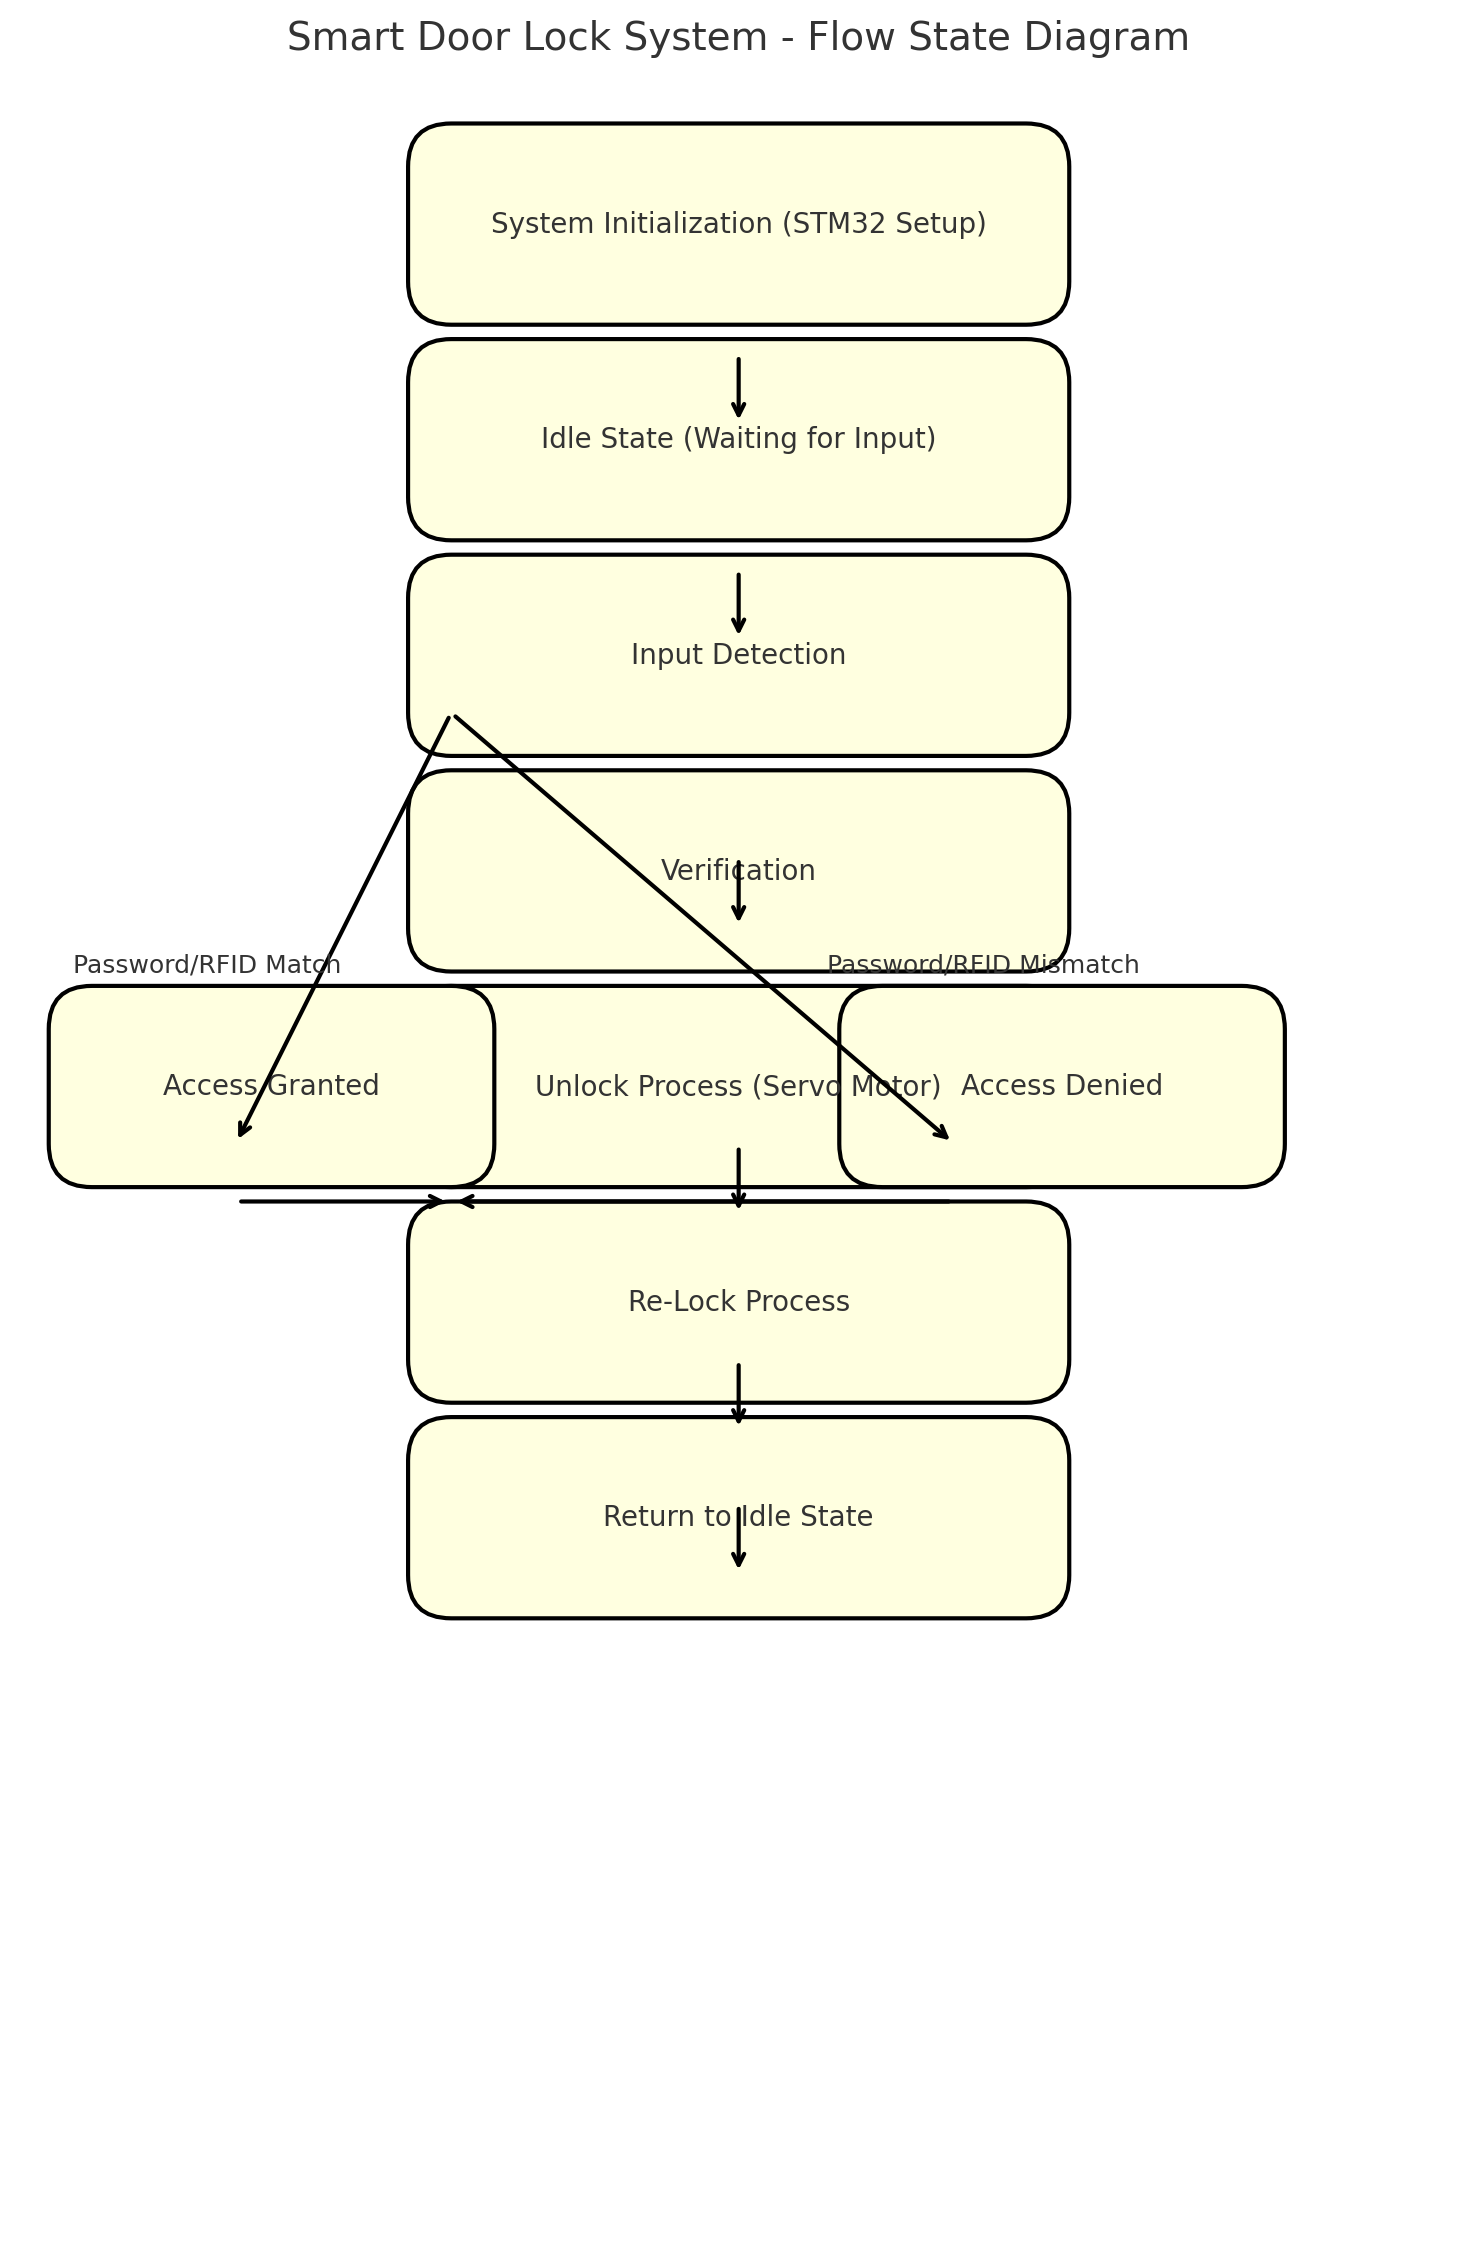 Smart Door Lock System - Flow State Diagram
System Initialization (STM32 Setup)
Idle State (Waiting for Input)
Input Detection
Verification
Password/RFID Match
Password/RFID Mismatch
Access Granted
Unlock Process (Servo Motor)
Access Denied
Re-Lock Process
Return to Idle State